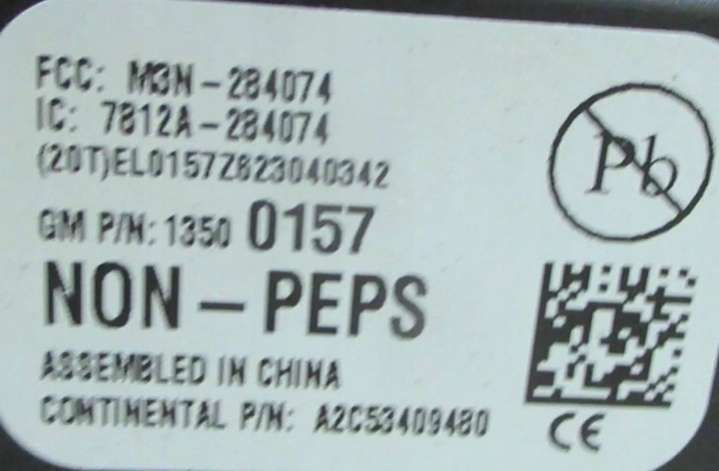 FCC: M3N-284074
IC: 7812A-284074
(20T)EL0157Z623040342
GM P/N: 1350 0157
NON-PEPS
ASSEMBLED IN CHINA
CONTINENTAL P/N: A2C53409480
Pb
CE